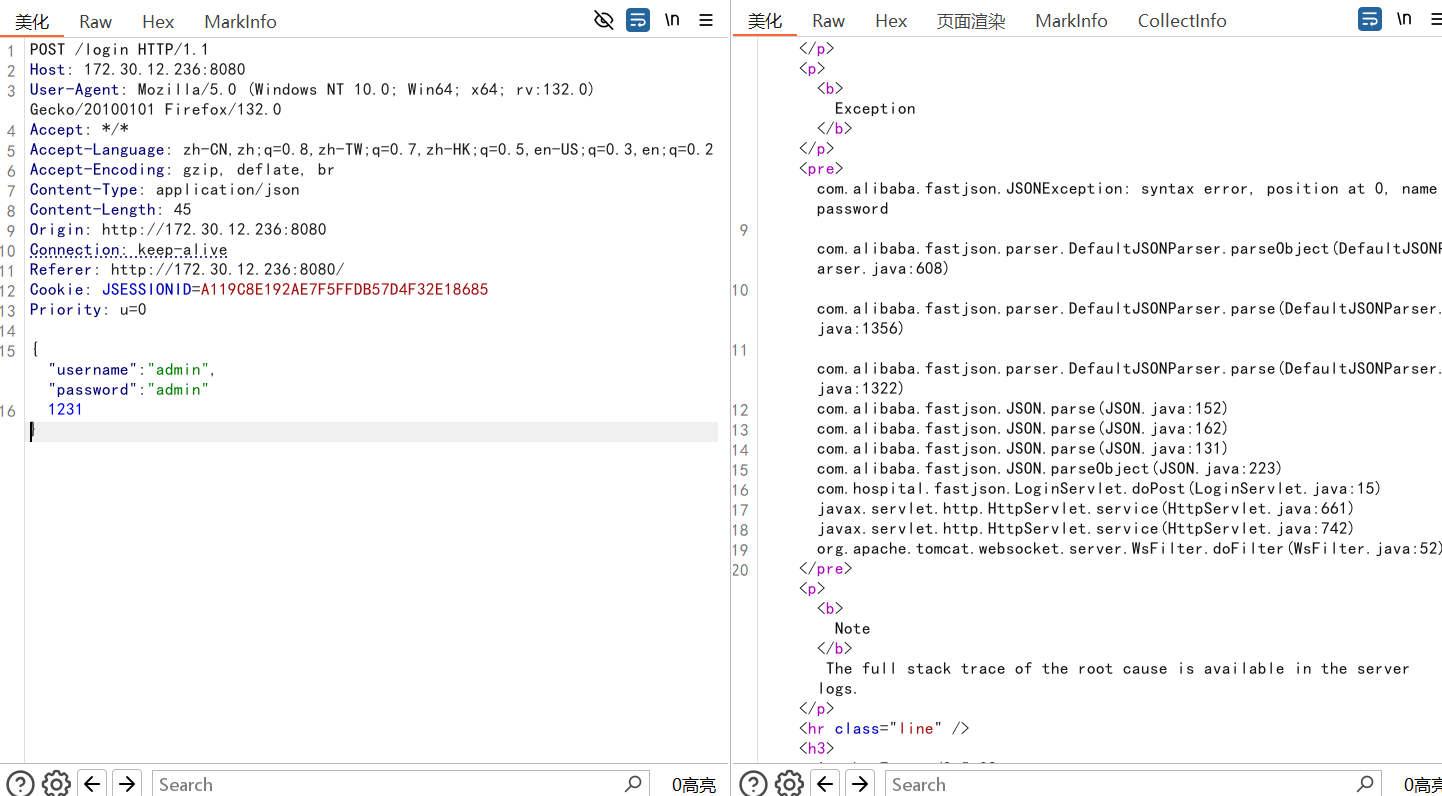 美化 Raw Hex MarkInfo \n
1 POST /login HTTP/1.1
2 Host: 172.30.12.236:8080
3 User-Agent: Mozilla/5.0 (Windows NT 10.0; Win64; x64; rv:132.0)
Gecko/20100101 Firefox/132.0
4 Accept: */*
5 Accept-Language: zh-CN,zh;q=0.8,zh-TW;q=0.7,zh-HK;q=0.5,en-US;q=0.3,en;q=0.2
6 Accept-Encoding: gzip, deflate, br
7 Content-Type: application/json
8 Content-Length: 45
9 Origin: http://172.30.12.236:8080
10 Connection: keep-alive
11 Referer: http://172.30.12.236:8080/
12 Cookie: JSESSIONID=A119C8E192AE7F5FFDB57D4F32E18685
13 Priority: u=0
14
15 {
"username":"admin",
"password":"admin"
16 1231
}
Search 0高亮
美化 Raw Hex 页面渲染 MarkInfo CollectInfo \n
</p>
<p>
<b>
Exception
</b>
</p>
<pre>
com.alibaba.fastjson.JSONException: syntax error, position at 0, name
password
9
com.alibaba.fastjson.parser.DefaultJSONParser.parseObject(DefaultJSONP
arser.java:608)
10
com.alibaba.fastjson.parser.DefaultJSONParser.parse(DefaultJSONParser.
java:1356)
11
com.alibaba.fastjson.parser.DefaultJSONParser.parse(DefaultJSONParser.
java:1322)
12 com.alibaba.fastjson.JSON.parse(JSON.java:152)
13 com.alibaba.fastjson.JSON.parse(JSON.java:162)
14 com.alibaba.fastjson.JSON.parse(JSON.java:131)
15 com.alibaba.fastjson.JSON.parseObject(JSON.java:223)
16 com.hospital.fastjson.LoginServlet.doPost(LoginServlet.java:15)
17 javax.servlet.http.HttpServlet.service(HttpServlet.java:661)
18 javax.servlet.http.HttpServlet.service(HttpServlet.java:742)
19 org.apache.tomcat.websocket.server.WsFilter.doFilter(WsFilter.java:52)
20 </pre>
<p>
<b>
Note
</b>
The full stack trace of the root cause is available in the server
logs.
</p>
<hr class="line" />
<h3>
Search 0高亮